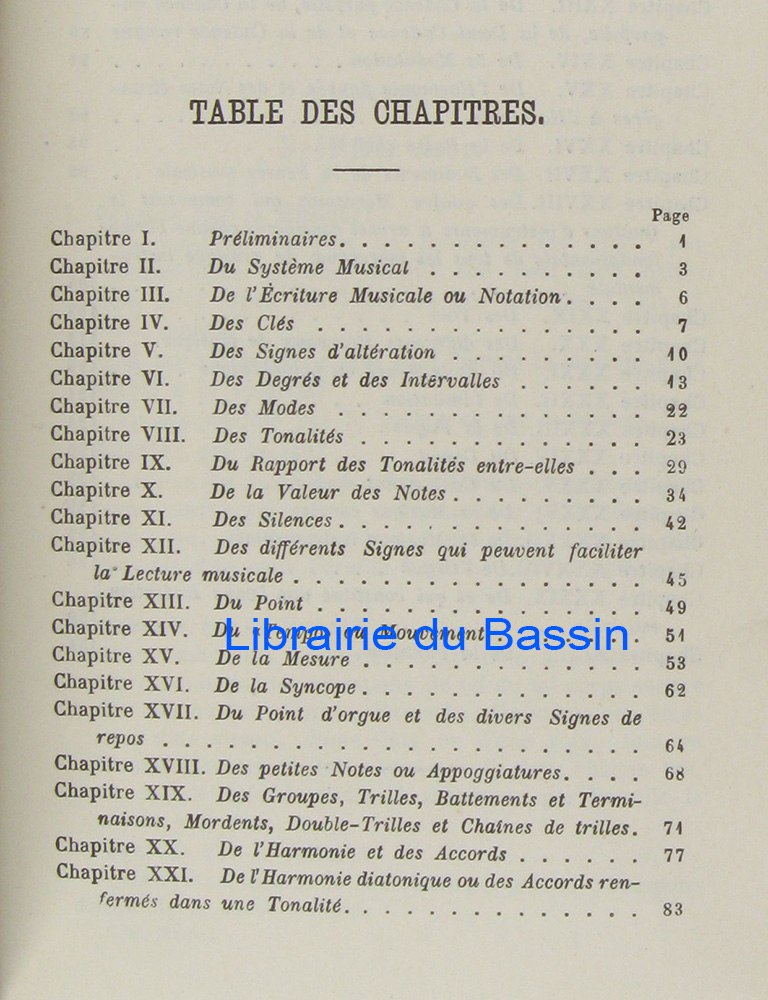 TABLE DES CHAPITRES.
Page
Chapitre I. Préliminaires. . . . . . . . . . . . . . . 1
Chapitre II. Du Système Musical . . . . . . . . . . 3
Chapitre III. De l'Écriture Musicale ou Notation. . . . 6
Chapitre IV. Des Clés . . . . . . . . . . . . . . . 7
Chapitre V. Des Signes d'altération . . . . . . . . . 10
Chapitre VI. Des Degrés et des Intervalles . . . . . . 13
Chapitre VII. Des Modes . . . . . . . . . . . . . . 22
Chapitre VIII. Des Tonalités . . . . . . . . . . . . . 23
Chapitre IX. Du Rapport des Tonalités entre-elles . . . 29
Chapitre X. De la Valeur des Notes . . . . . . . . . 34
Chapitre XI. Des Silences . . . . . . . . . . . . . . 42
Chapitre XII. Des différents Signes qui peuvent faciliter
la Lecture musicale . . . . . . . . . . . . . . . . 45
Chapitre XIII. Du Point . . . . . . . . . . . . . . . 49
Chapitre XIV. Du «Tempo» ou Mouvement . . . . . . 51
Librairie du Bassin
Chapitre XV. De la Mesure . . . . . . . . . . . . . 53
Chapitre XVI. De la Syncope . . . . . . . . . . . . . 62
Chapitre XVII. Du Point d'orgue et des divers Signes de
repos . . . . . . . . . . . . . . . . . . . . . . . 64
Chapitre XVIII. Des petites Notes ou Appoggiatures. . . . 68
Chapitre XIX. Des Groupes, Trilles, Battements et Termi-
naisons, Mordents, Double-Trilles et Chaînes de trilles. 71
Chapitre XX. De l'Harmonie et des Accords . . . . . . 77
Chapitre XXI. De l'Harmonie diatonique ou des Accords ren-
fermés dans une Tonalité. . . . . . . . . . . . . . . 83